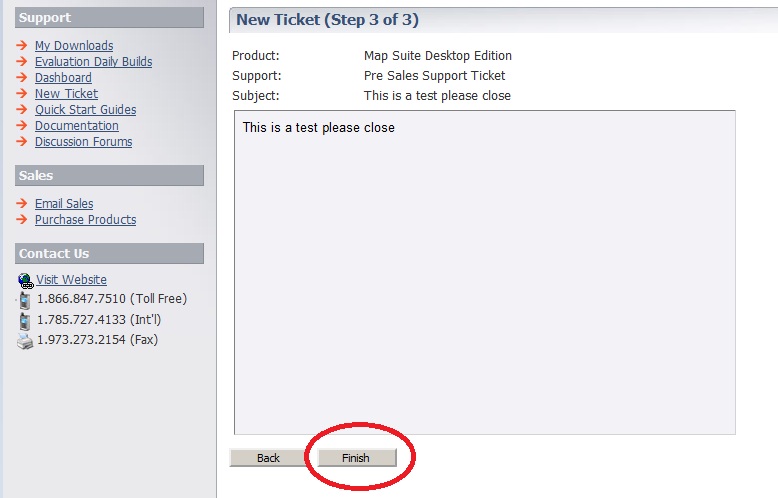 Support
My Downloads
Evaluation Daily Builds
Dashboard
New Ticket
Quick Start Guides
Documentation
Discussion Forums
Sales
Email Sales
Purchase Products
Contact Us
Visit Website
1.866.847.7510 (Toll Free)
1.785.727.4133 (Int'l)
1.973.273.2154 (Fax)
New Ticket (Step 3 of 3)
Product: Map Suite Desktop Edition
Support: Pre Sales Support Ticket
Subject: This is a test please close
This is a test please close
Back Finish